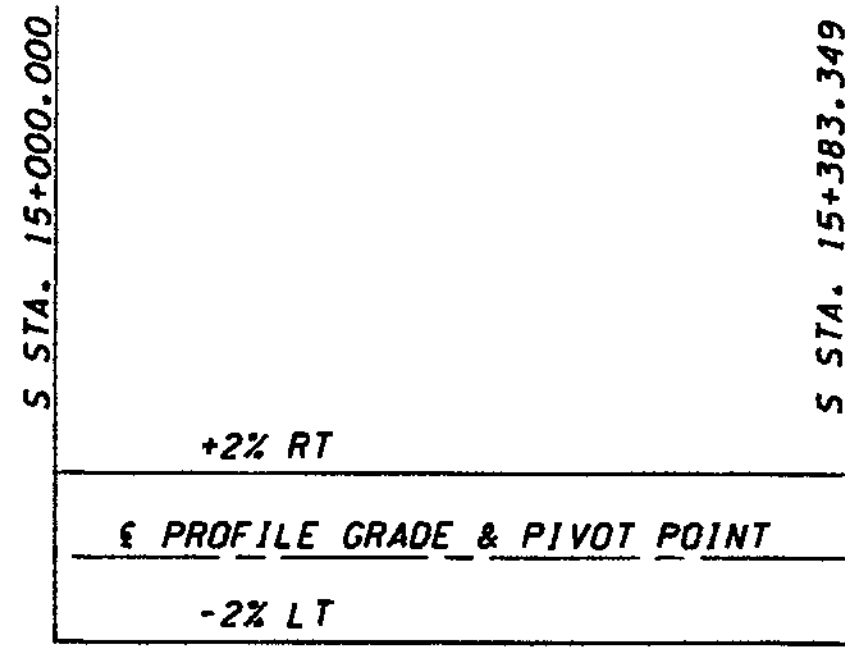 S STA. 15+000.000
S STA. 15+383.349
+2% RT
℄ PROFILE GRADE & PIVOT POINT
-2% LT